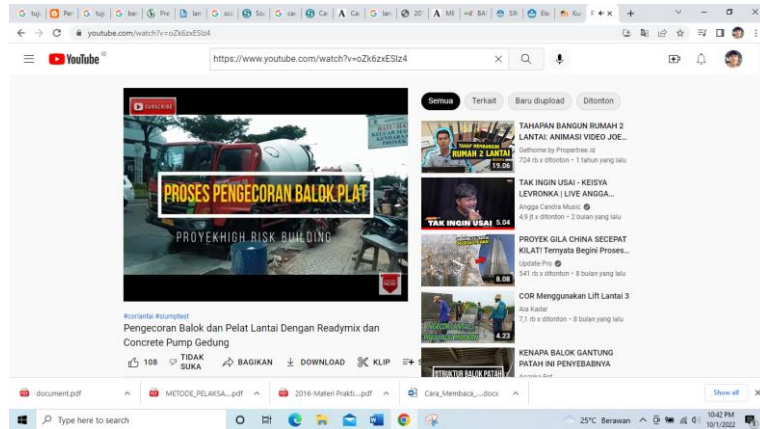 youtube.com/watch?v=oZk6zxESIz4
YouTube
https://www.youtube.com/watch?v=oZk6zxESIz4
SUBSCRIBE
PROSES PENGECORAN BALOK,PLAT
PROYEKHIGH RISK BUILDING
#corlantai #slumptest
Pengecoran Balok dan Pelat Lantai Dengan Readymix dan
Concrete Pump Gedung
108
TIDAK
SUKA
BAGIKAN
DOWNLOAD
KLIP
Semua
Terkait
Baru diupload
Ditonton
TAHAPAN BANGUN RUMAH 2
LANTAI: ANIMASI VIDEO JOE...
Gethome by Propertree.id
724 rb x ditonton • 1 tahun yang lalu
RUMAH 2 LANTAI
19.06
TAK INGIN USAI - KEISYA
LEVRONKA | LIVE ANGGA...
Angga Candra Music
4,9 jt x ditonton • 2 bulan yang lalu
TAK INGIN USAI
5.04
PROYEK GILA CHINA SECEPAT
KILAT! Ternyata Begini Proses...
Update Pro
541 rb x ditonton • 8 bulan yang lalu
8.08
COR Menggunakan Lift Lantai 3
Ala Kadar
7,1 rb x ditonton • 8 bulan yang lalu
4.23
KENAPA BALOK GANTUNG
PATAH INI PENYEBABNYA
STRUKTUR BALOK PATAH
document.pdf
METODE_PELAKSA....pdf
2016-Materi Prakti....pdf
Cara_Membaca_....docx
Show all
Type here to search
25°C Berawan
10:42 PM
10/1/2022